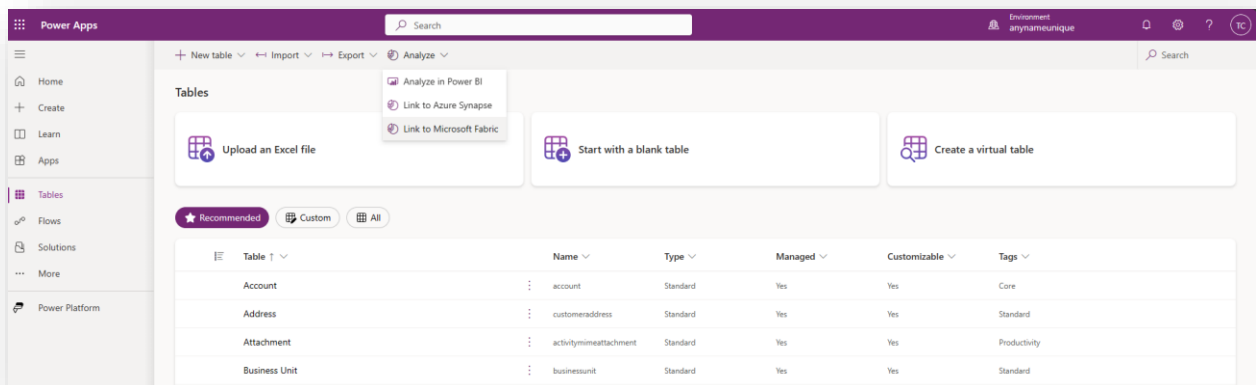 Power Apps
Search
Environment
anynameunique
?
TC
New table
Import
Export
Analyze
Search
Analyze in Power BI
Link to Azure Synapse
Link to Microsoft Fabric
Home
Create
Learn
Apps
Tables
Flows
Solutions
More
Power Platform
Tables
Upload an Excel file
Start with a blank table
Create a virtual table
Recommended
Custom
All
Table ↑ Name Type Managed Customizable Tags
Account account Standard Yes Yes Core
Address customeraddress Standard Yes Yes Standard
Attachment activitymimeattachment Standard Yes Yes Productivity
Business Unit businessunit Standard Yes Yes Standard